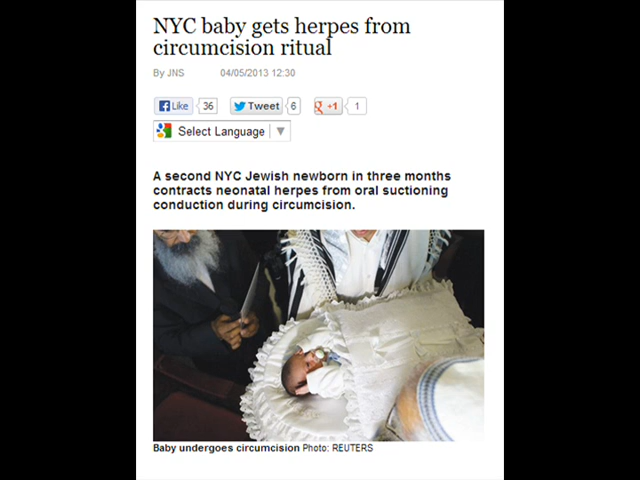 NYC baby gets herpes from
circumcision ritual
By JNS 04/05/2013 12:30
Like 36 Tweet 6 +1 1
Select Language
A second NYC Jewish newborn in three months
contracts neonatal herpes from oral suctioning
conduction during circumcision.
Baby undergoes circumcision Photo: REUTERS